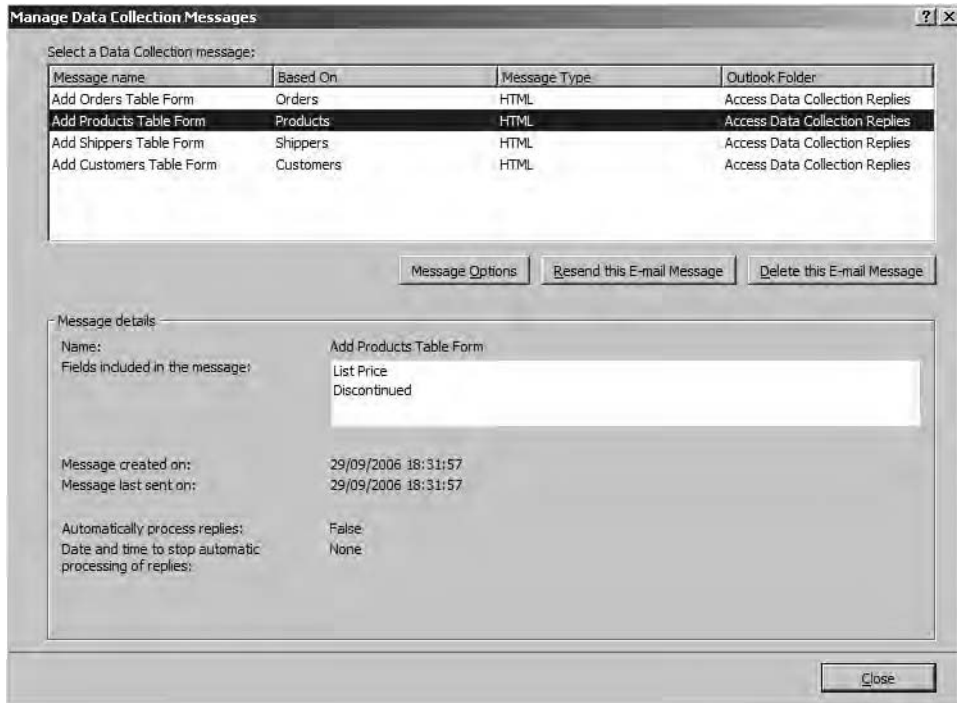 Manage Data Collection Messages
Select a Data Collection message:
Message name Based On Message Type Outlook Folder
Add Orders Table Form Orders HTML Access Data Collection Replies
Add Products Table Form Products HTML Access Data Collection Replies
Add Shippers Table Form Shippers HTML Access Data Collection Replies
Add Customers Table Form Customers HTML Access Data Collection Replies
Message Options Resend this E-mail Message Delete this E-mail Message
Message details
Name: Add Products Table Form
Fields included in the message: List Price
Discontinued
Message created on: 29/09/2006 18:31:57
Message last sent on: 29/09/2006 18:31:57
Automatically process replies: False
Date and time to stop automatic None
processing of replies:
Close